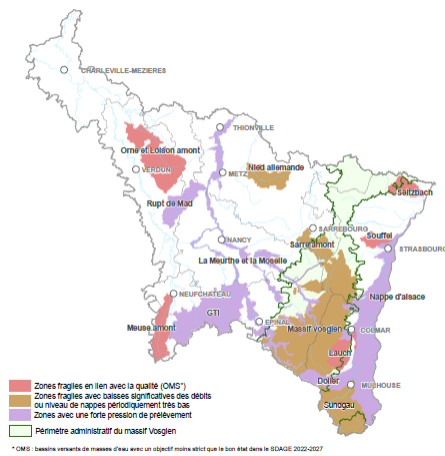 CHARLEVILLE-MEZIERES
THIONVILLE
Orne et Loison amont
VERDUN
METZ
Nied allemande
Seltzbach
Rupt de Mad
SARREBOURG
Souffel
NANCY
Sarre amont
STRASBOURG
La Meurthe et la Moselle
NEUFCHATEAU
Nappe d'alsace
GTI
Meuse amont
EPINAL
Massif vosgien
COLMAR
Lauch
Doller
MULHOUSE
Sundgau
Zones fragiles en lien avec la qualité (OMS*)
Zones fragiles avec baisses significatives des débits
ou niveau de nappes périodiquement très bas
Zones avec une forte pression de prélèvement
Périmètre administratif du massif Vosgien
* OMS : bassins versants de masses d'eau avec un objectif moins strict que le bon état dans le SDAGE 2022-2027